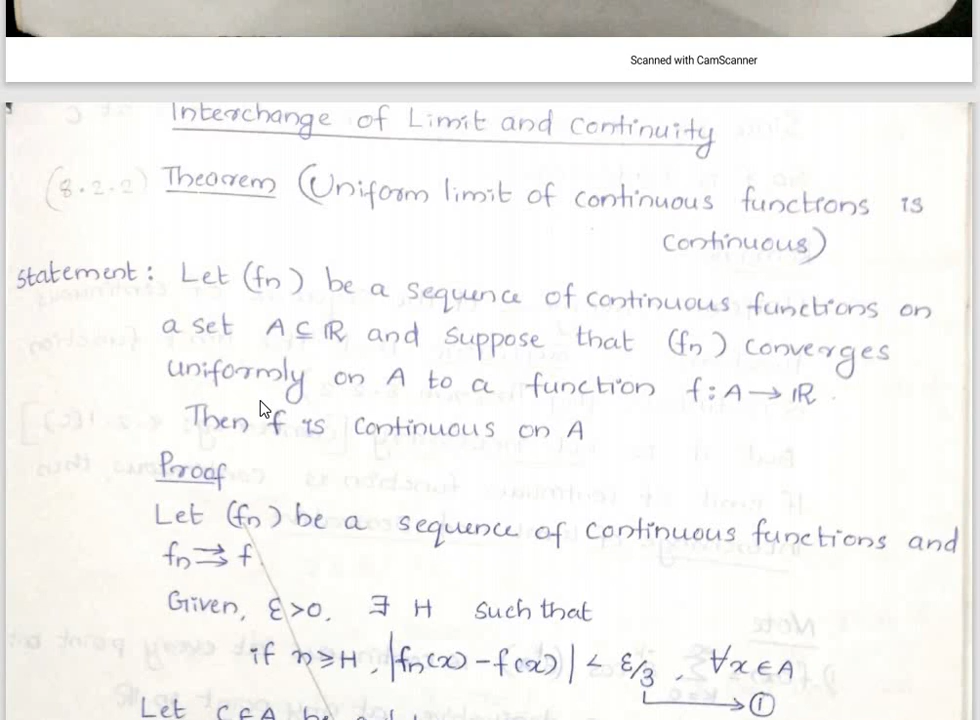 Scanned with CamScanner
Interchange of Limit and Continuity
(8.2.2) Theorem (Uniform limit of continuous functions is
continuous)
Statement: Let (fn) be a sequence of continuous functions on
a set A ⊆ ℝ, and suppose that (fn) converges
uniformly on A to a function f: A → ℝ.
Then f is continuous on A
Proof
Let (fn) be a sequence of continuous functions and
fn ⇉ f.
Given, ε>0, ∃ H such that
if n ≥ H, |fn(x) - f(x)| < ε/3, ∀x ∈ A
→ ①
Let C ∈ A be